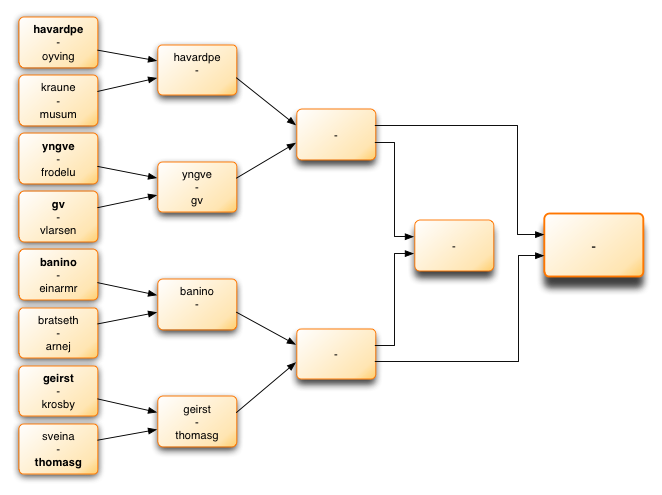 havardpe
-
oyving
kraune
-
musum
yngve
-
frodelu
gv
-
vlarsen
banino
-
einarmr
bratseth
-
arnej
geirst
-
krosby
sveina
-
thomasg
havardpe
-
yngve
-
gv
banino
-
geirst
-
thomasg
-
-
-
-